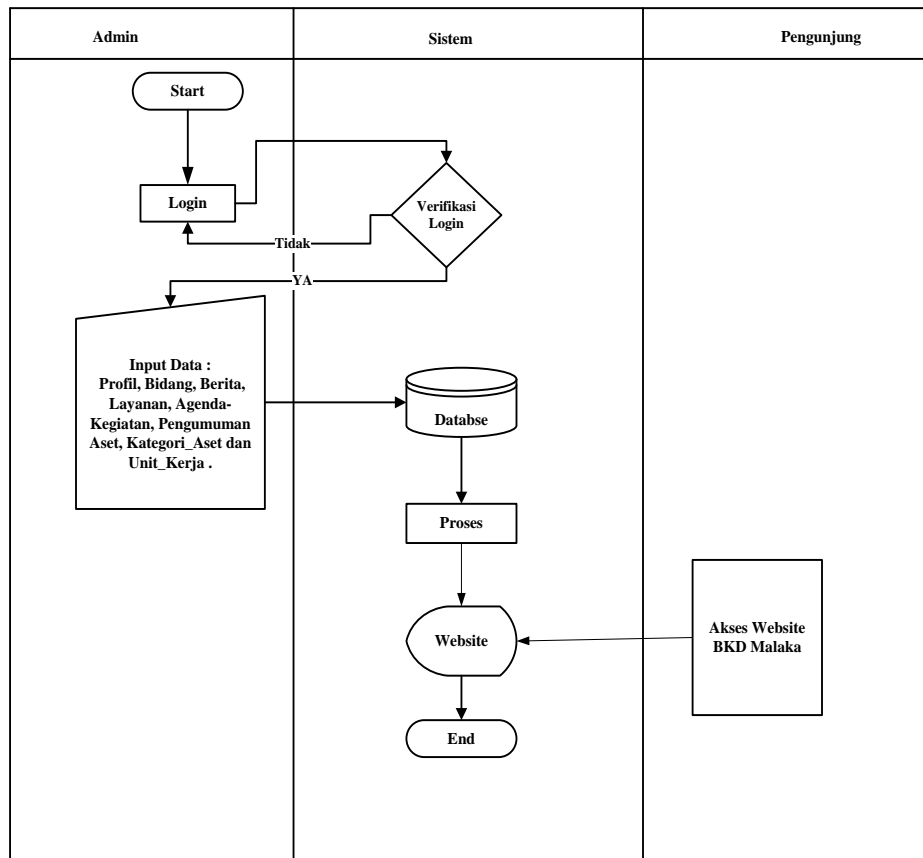 Admin
Sistem
Pengunjung
Start
Login
Verifikasi
Login
Tidak
YA
Input Data :
Profil, Bidang, Berita,
Layanan, Agenda-
Kegiatan, Pengumuman
Aset, Kategori_Aset dan
Unit_Kerja .
Databse
Proses
Website
Akses Website
BKD Malaka
End